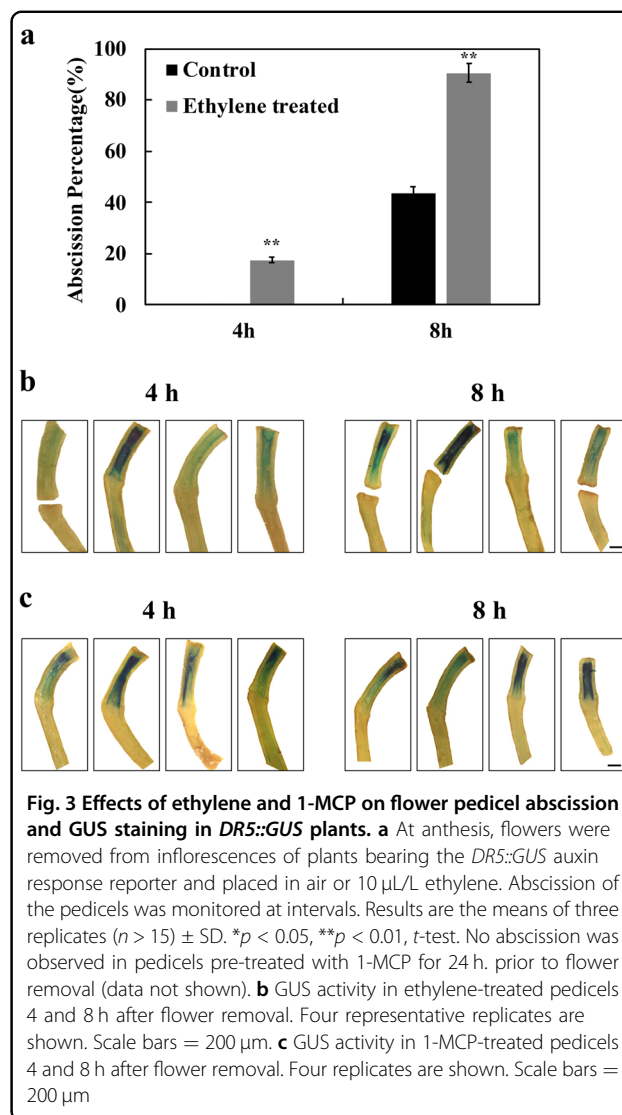 a
100
80
60
40
20
0
Abscission Percentage(%)
Control
Ethylene treated
**
**
4h
8h
b
4 h
8 h
c
4 h
8 h
Fig. 3 Effects of ethylene and 1-MCP on flower pedicel abscission
and GUS staining in DR5::GUS plants. a At anthesis, flowers were
removed from inflorescences of plants bearing the DR5::GUS auxin
response reporter and placed in air or 10 µL/L ethylene. Abscission of
the pedicels was monitored at intervals. Results are the means of three
replicates (n > 15) ± SD. *p < 0.05, **p < 0.01, t-test. No abscission was
observed in pedicels pre-treated with 1-MCP for 24 h. prior to flower
removal (data not shown). b GUS activity in ethylene-treated pedicels
4 and 8 h after flower removal. Four representative replicates are
shown. Scale bars = 200 µm. c GUS activity in 1-MCP-treated pedicels
4 and 8 h after flower removal. Four replicates are shown. Scale bars =
200 µm